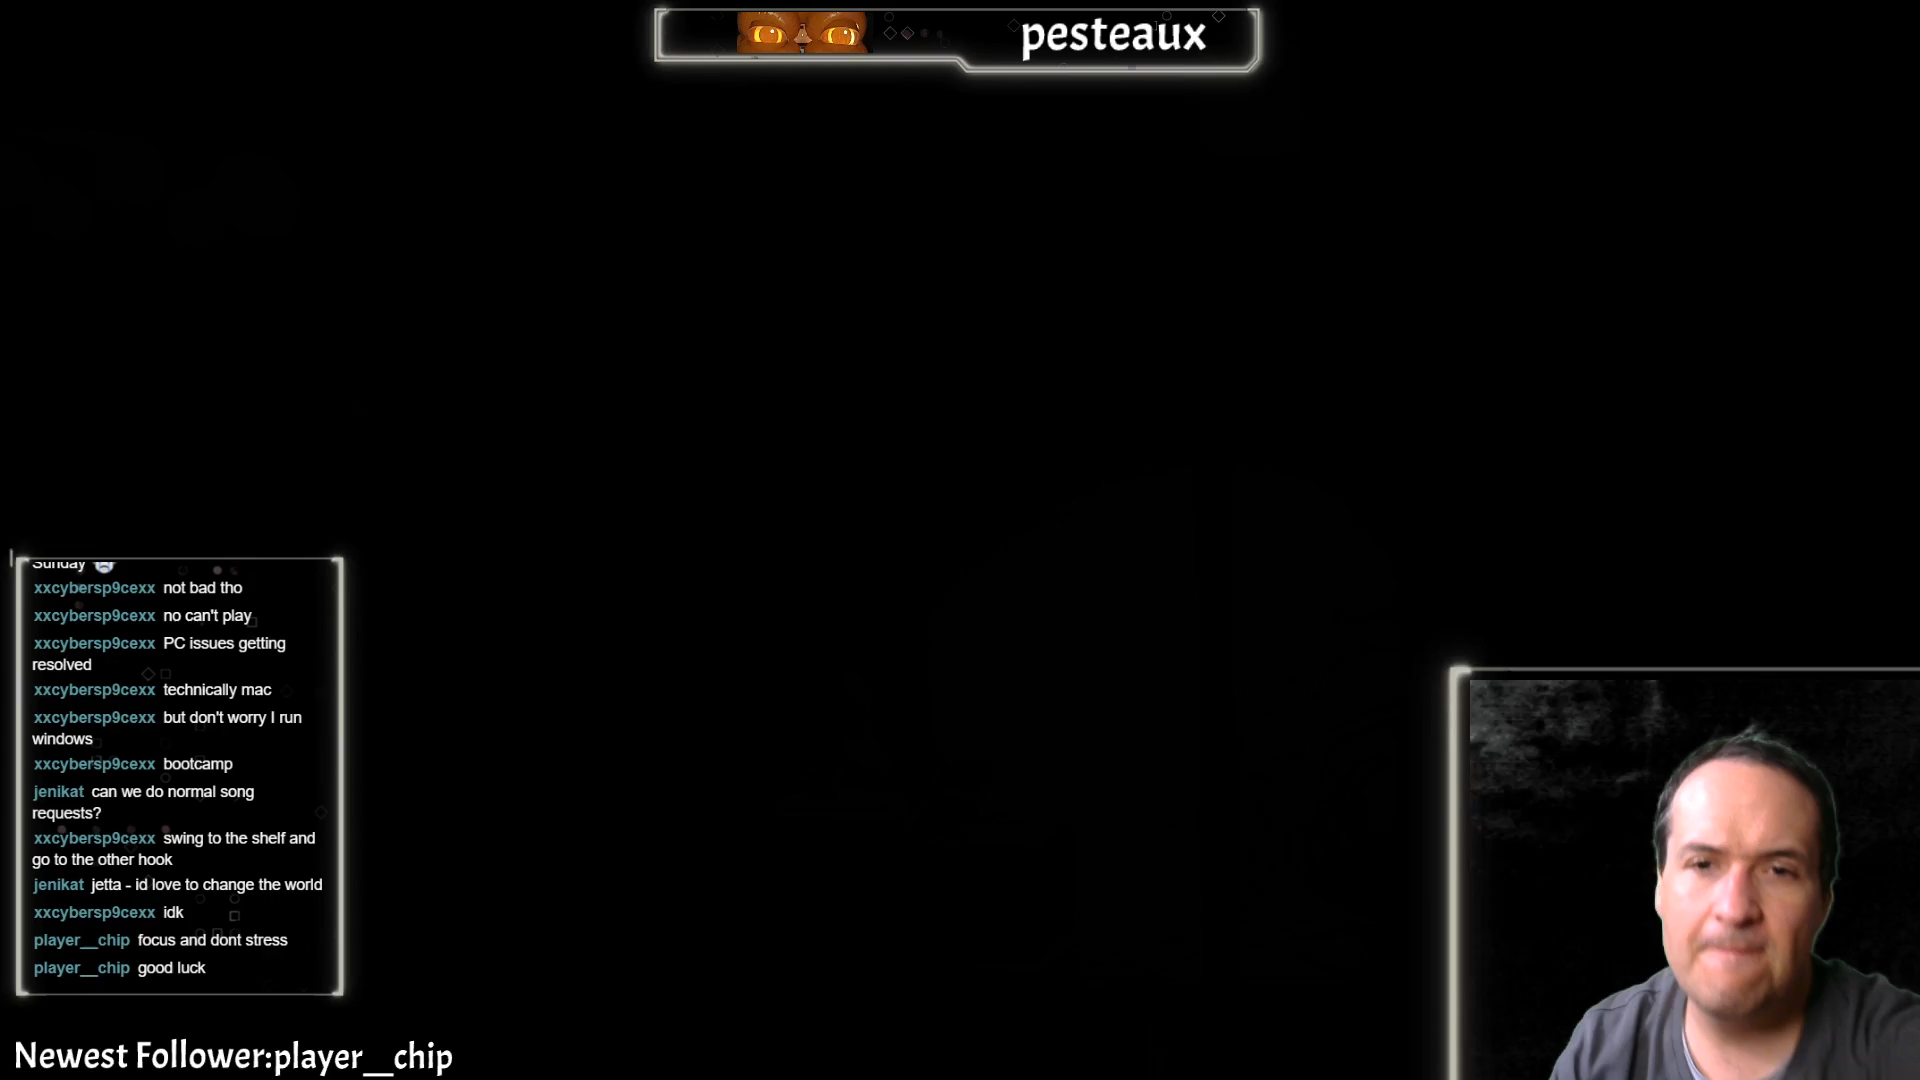 pesteaux
Sunday
xxcybersp9cexx not bad tho
xxcybersp9cexx no can't play
xxcybersp9cexx PC issues getting
resolved
xxcybersp9cexx technically mac
xxcybersp9cexx but don't worry I run
windows
xxcybersp9cexx bootcamp
jenikat can we do normal song
requests?
xxcybersp9cexx swing to the shelf and
go to the other hook
jenikat jetta - id love to change the world
xxcybersp9cexx idk
player__chip focus and dont stress
player__chip good luck
Newest Follower:player__chip